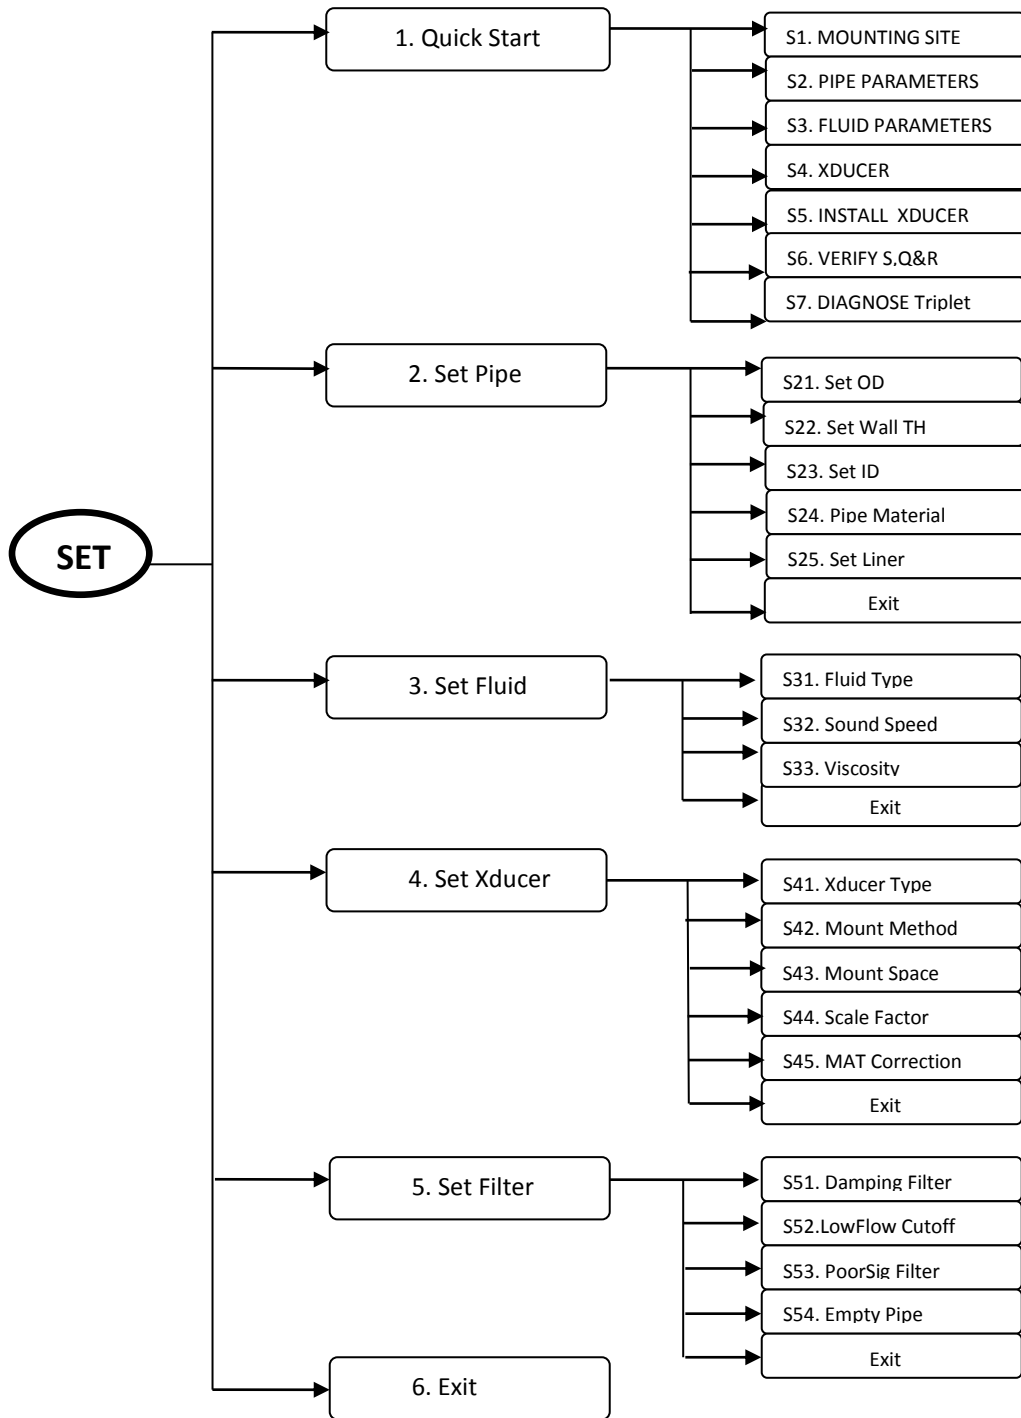 SET
1. Quick Start
S1. MOUNTING SITE
S2. PIPE PARAMETERS
S3. FLUID PARAMETERS
S4. XDUCER
S5. INSTALL XDUCER
S6. VERIFY S,Q&R
S7. DIAGNOSE Triplet
2. Set Pipe
S21. Set OD
S22. Set Wall TH
S23. Set ID
S24. Pipe Material
S25. Set Liner
Exit
3. Set Fluid
S31. Fluid Type
S32. Sound Speed
S33. Viscosity
Exit
4. Set Xducer
S41. Xducer Type
S42. Mount Method
S43. Mount Space
S44. Scale Factor
S45. MAT Correction
Exit
5. Set Filter
S51. Damping Filter
S52.LowFlow Cutoff
S53. PoorSig Filter
S54. Empty Pipe
Exit
6. Exit